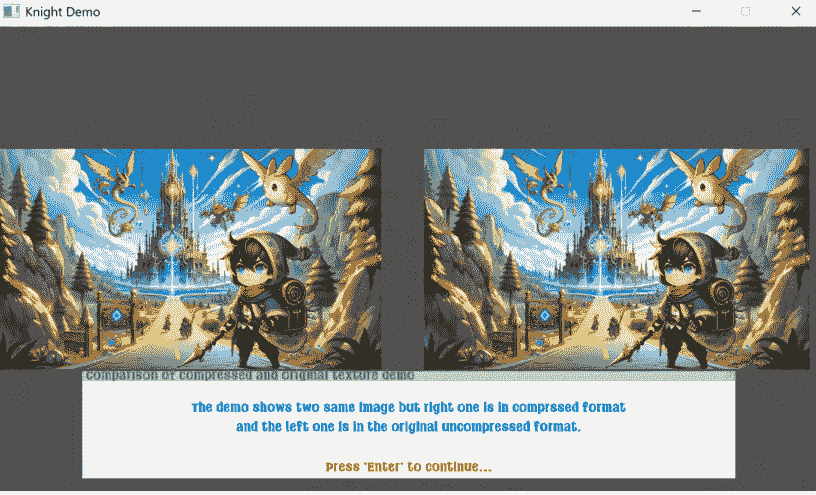 Knight Demo
comparison of compressed and original texture demo
The demo shows two same image but right one is in comprssed format
and the left one is in the original uncompressed format.
Press 'Enter' to continue...